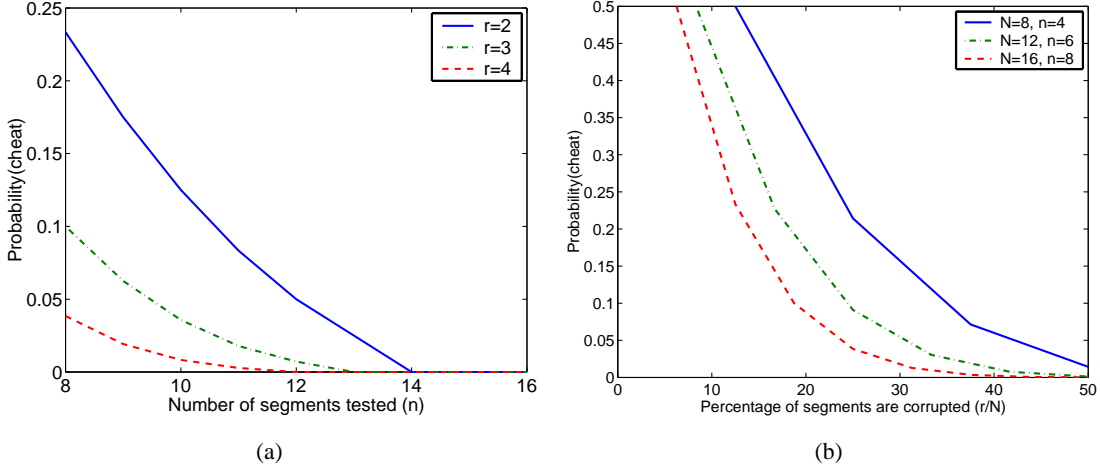 0.25
0.2
0.15
0.1
0.05
0
8
10
12
14
16
Probability(cheat)
Number of segments tested (n)
r=2
r=3
r=4
(a)
0.5
0.45
0.4
0.35
0.3
0.25
0.2
0.15
0.1
0.05
0
0
10
20
30
40
50
Probability(cheat)
Percentage of segments are corrupted (r/N)
N=8, n=4
N=12, n=6
N=16, n=8
(b)